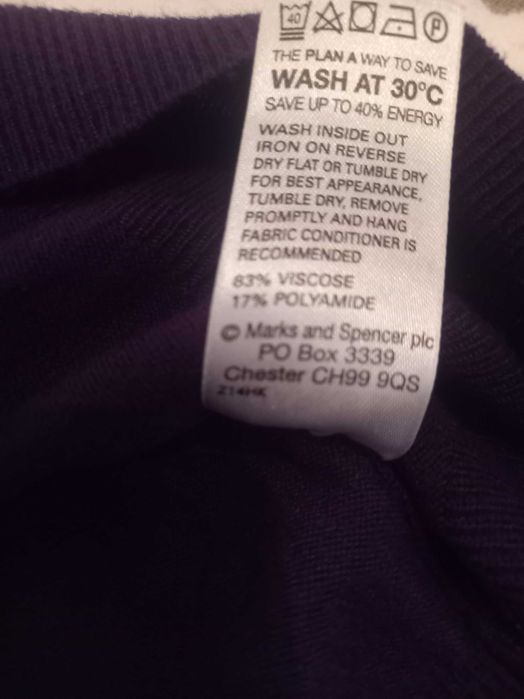 40 P
THE PLAN A WAY TO SAVE
WASH AT 30°C
SAVE UP TO 40% ENERGY
WASH INSIDE OUT
IRON ON REVERSE
DRY FLAT OR TUMBLE DRY
FOR BEST APPEARANCE,
TUMBLE DRY, REMOVE
PROMPTLY AND HANG
FABRIC CONDITIONER IS
RECOMMENDED
83% VISCOSE
17% POLYAMIDE
© Marks and Spencer plc
PO Box 3339
Chester CH99 9QS
Z14HK